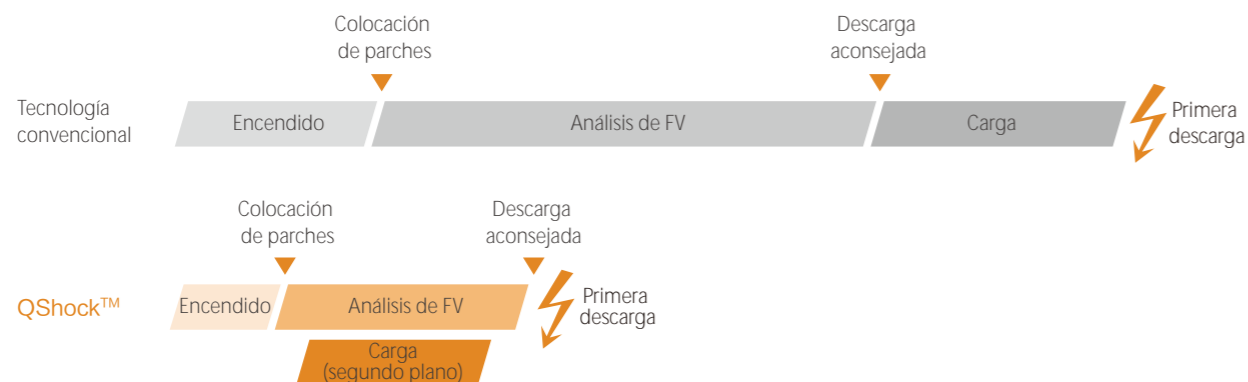 Colocación
de parches
Descarga
aconsejada
Tecnología
convencional
Encendido
Análisis de FV
Carga
Primera
descarga
Colocación
de parches
Descarga
aconsejada
QShock™
Encendido
Análisis de FV
Primera
descarga
Carga
(segundo plano)